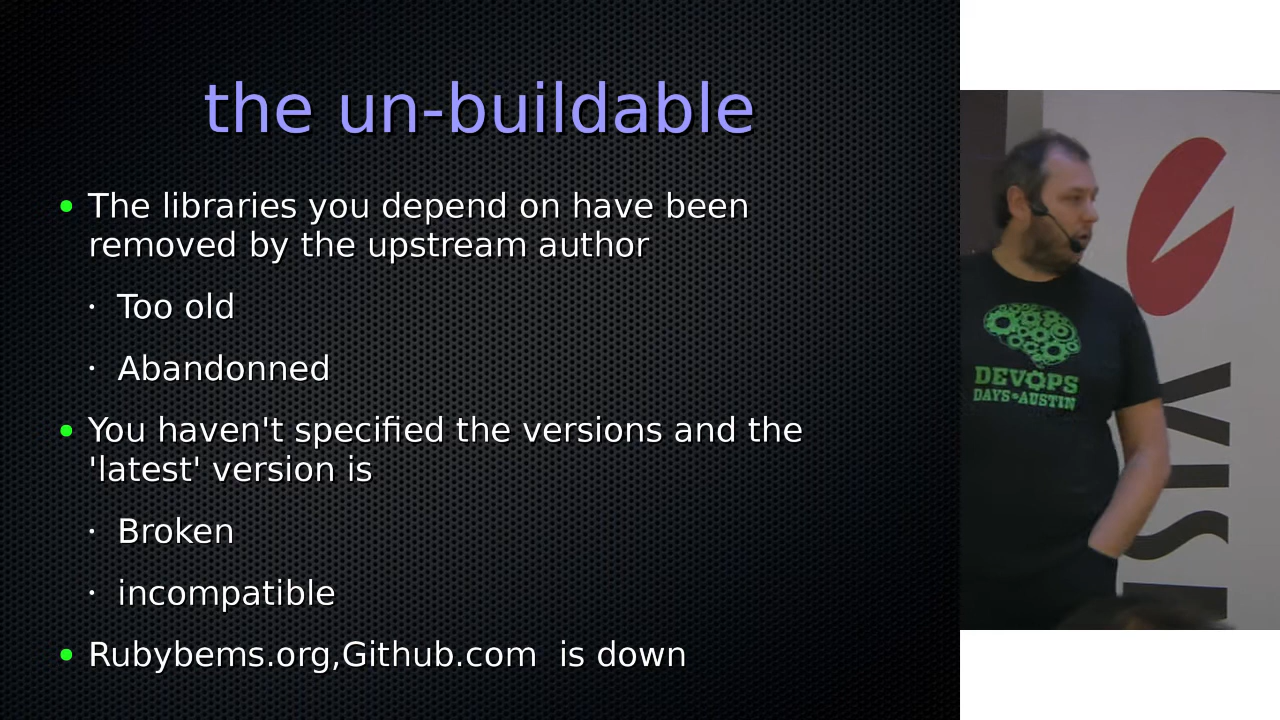 the un-buildable
The libraries you depend on have been
removed by the upstream author
Too old
Abandonned
You haven't specified the versions and the
'latest' version is
Broken
incompatible
Rubybems.org,Github.com is down
DEVOPS
DAYS AUSTIN